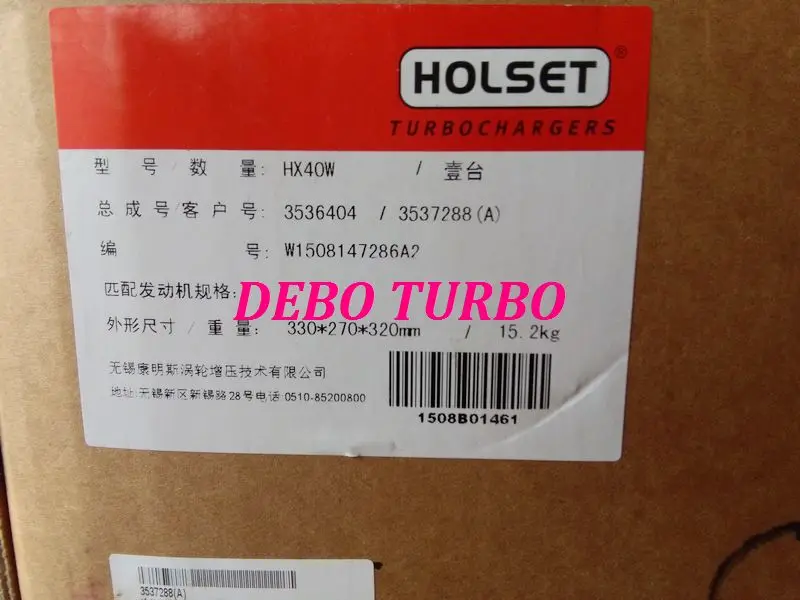 HOLSET®
TURBOCHARGERS
型号/数量: HX40W / 壹台
总成号/客户号: 3536404 / 3537288(A)
编号: W1508147286A2
匹配发动机规格:
DEBO TURBO
外形尺寸/重量: 330*270*320mm / 15.2kg
无锡康明斯涡轮增压技术有限公司
地址:无锡新区新锡路28号电话:0510-85200800
1508B01461
3537288(A)